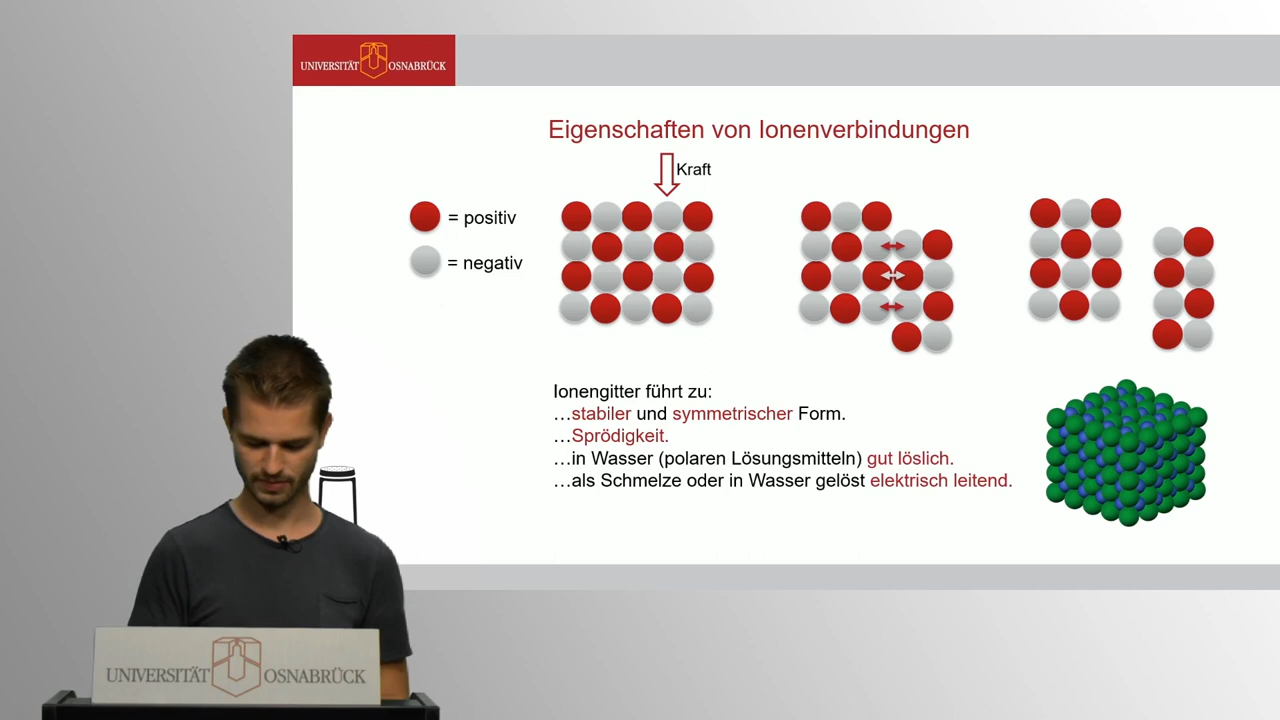 UNIVERSITÄT OSNABRÜCK
Eigenschaften von Ionenverbindungen
Kraft
= positiv
= negativ
Ionengitter führt zu:
…stabiler und symmetrischer Form.
…Sprödigkeit.
…in Wasser (polaren Lösungsmitteln) gut löslich.
…als Schmelze oder in Wasser gelöst elektrisch leitend.
UNIVERSITÄT OSNABRÜCK